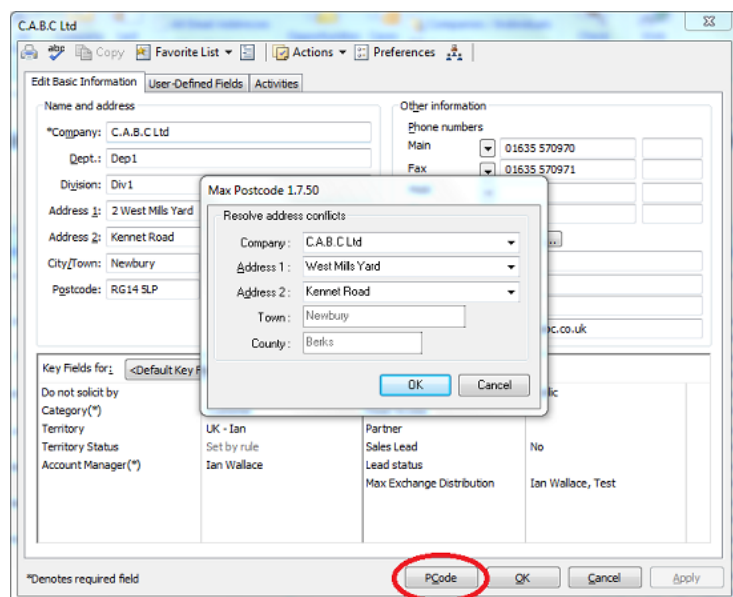 C.A.B.C Ltd
abc Copy Favorite List Actions Preferences
Edit Basic Information User-Defined Fields Activities
Name and address
*Company: C.A.B.C Ltd
Dept.: Dep1
Division: Div1
Address 1: 2 West Mills Yard
Address 2: Kennet Road
City/Town: Newbury
Postcode: RG14 5LP
Other information
Phone numbers
Main 01635 570970
Fax 01635 570971
...
.co.uk
Max Postcode 1.7.50
Resolve address conflicts
Company: C.A.B.C Ltd
Address 1: West Mills Yard
Address 2: Kennet Road
Town: Newbury
County: Berks
OK Cancel
Key Fields for: <Default Key
Do not solicit by
Category(*)
Territory UK - Ian Partner
Territory Status Set by rule Sales Lead No
Account Manager(*) Ian Wallace Lead status
Max Exchange Distribution Ian Wallace, Test
*Denotes required field PCode OK Cancel Apply